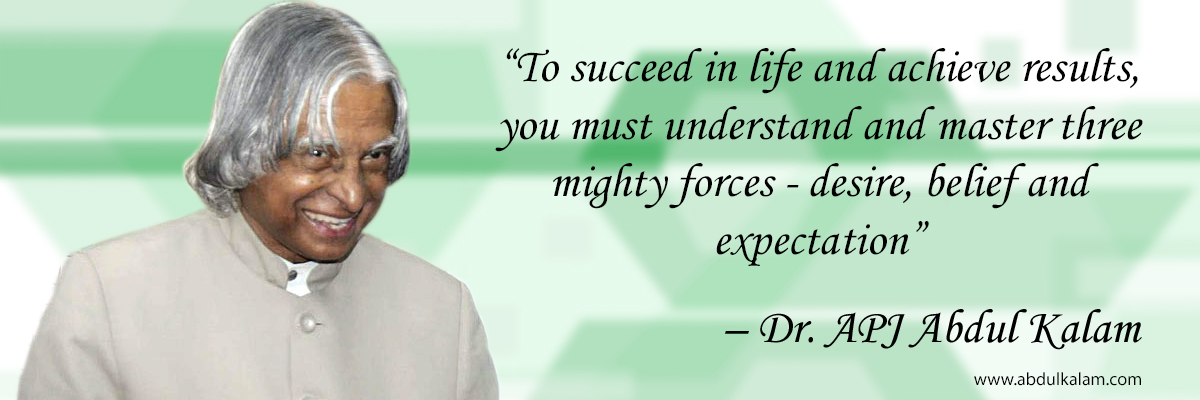 “To succeed in life and achieve results,
you must understand and master three
mighty forces - desire, belief and
expectation”
– Dr. APJ Abdul Kalam
www.abdulkalam.com